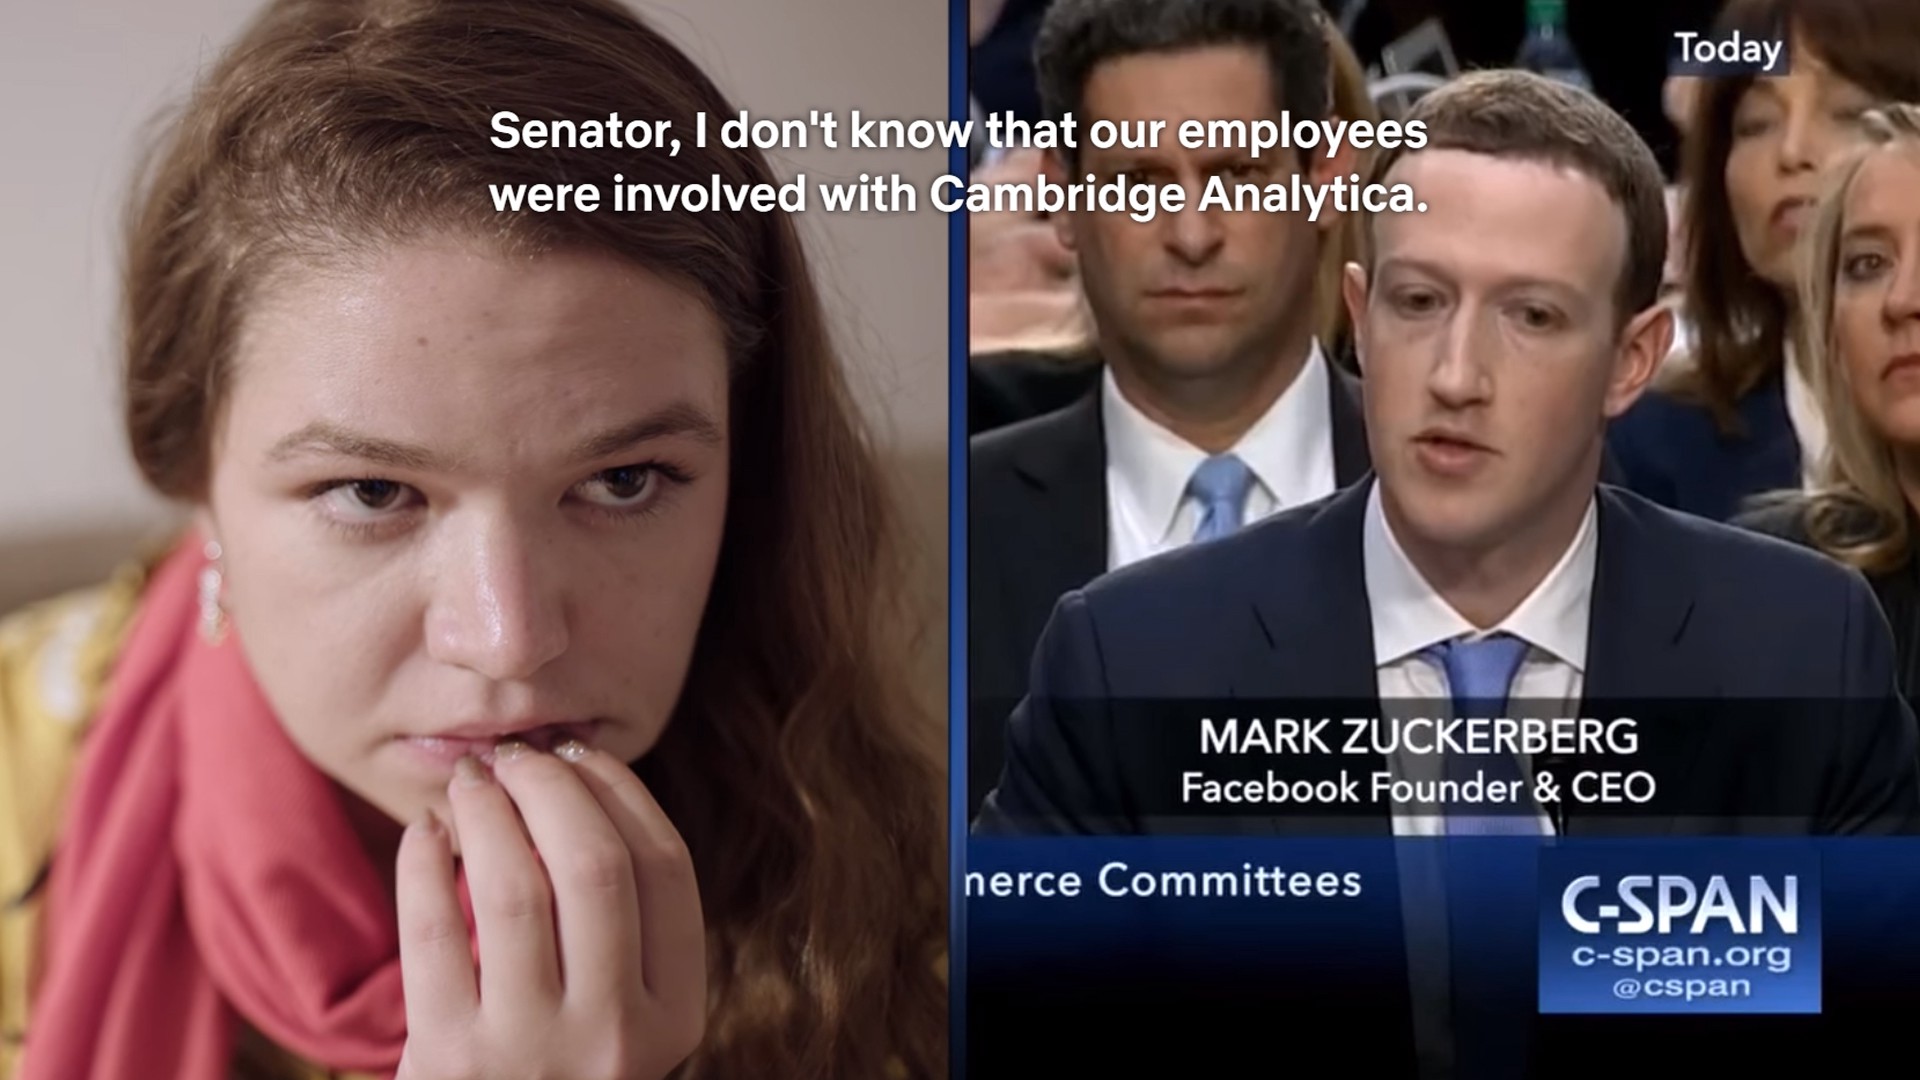 Today
Senator, I don't know that our employees
were involved with Cambridge Analytica.
MARK ZUCKERBERG
Facebook Founder & CEO
merce Committees
C-SPAN
c-span.org
@cspan